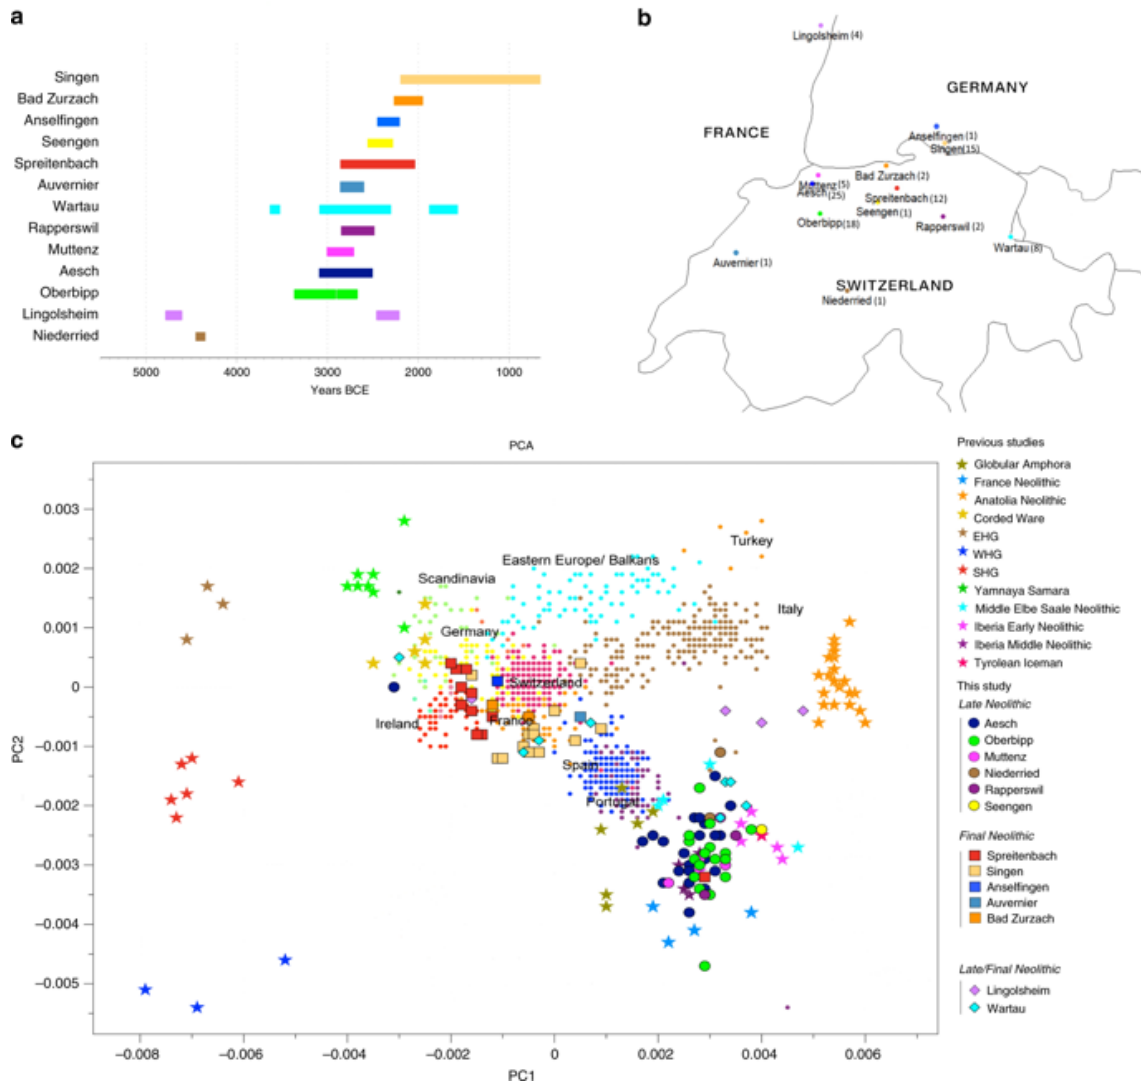 a
Singen
Bad Zurzach
Anselfingen
Seengen
Spreitenbach
Auvernier
Wartau
Rapperswil
Muttenz
Aesch
Oberbipp
Lingolsheim
Niederried
5000 4000 3000 2000 1000
Years BCE
b
Lingolsheim (4)
GERMANY
FRANCE
Anselfingen (1)
Singen(15)
Bad Zurzach (2)
Muttenz (5)
Aesch(25)
Spreitenbach (12)
Seengen (1)
Oberbipp(18)
Rapperswil (2)
Wartau(8)
Auvernier (1)
SWITZERLAND
Niederried (1)
c
PCA
PC2
0.003
0.002
0.001
0
−0.001
−0.002
−0.003
−0.004
−0.005
Turkey
Eastern Europe/ Balkans
Scandinavia
Italy
Germany
Switzerland
Ireland
France
Spain
Portugal
−0.008 −0.006 −0.004 −0.002 0 0.002 0.004 0.006
PC1
Previous studies
Globular Amphora
France Neolithic
Anatolia Neolithic
Corded Ware
EHG
WHG
SHG
Yamnaya Samara
Middle Elbe Saale Neolithic
Iberia Early Neolithic
Iberia Middle Neolithic
Tyrolean Iceman
This study
Late Neolithic
Aesch
Oberbipp
Muttenz
Niederried
Rapperswil
Seengen
Final Neolithic
Spreitenbach
Singen
Anselfingen
Auvernier
Bad Zurzach
Late/Final Neolithic
Lingolsheim
Wartau